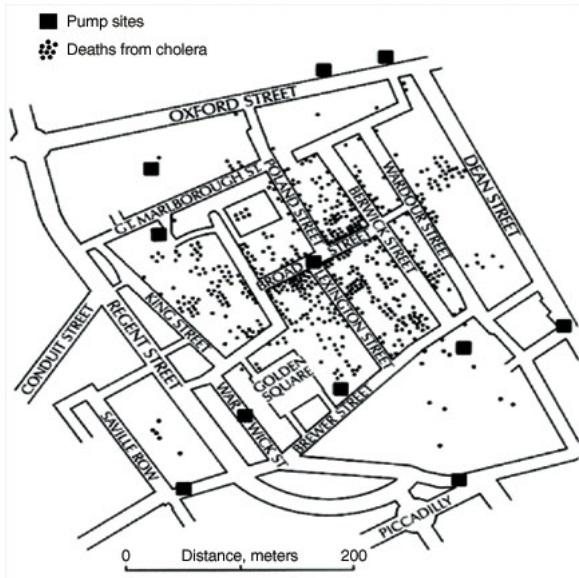 Pump sites
Deaths from cholera
OXFORD STREET
GT. MARLBOROUGH ST.
POLAND STREET
BERWICK STREET
WARDOUR STREET
DEAN STREET
BROAD STREET
KING STREET
LEXINGTON STREET
REGENT STREET
CONDUIT STREET
GOLDEN
SQUARE
WARWICK ST
BREWER STREET
SAVILLE ROW
PICCADILLY
0 Distance, meters 200